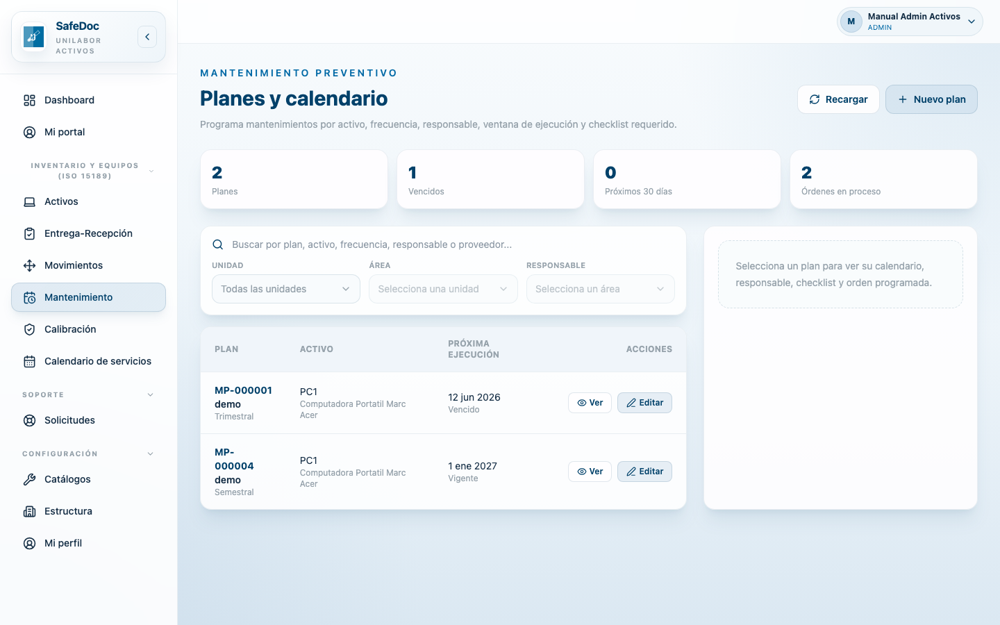 SafeDoc
UNILABOR
ACTIVOS
Manual Admin Activos
M
ADMIN
Dashboard
Mi portal
INVENTARIO Y EQUIPOS
(ISO 15189)
Activos
Entrega-Recepción
Movimientos
Mantenimiento
Calibración
Calendario de servicios
SOPORTE
Solicitudes
CONFIGURACIÓN
Catálogos
Estructura
Mi perfil
MANTENIMIENTO PREVENTIVO
Planes y calendario
Programa mantenimientos por activo, frecuencia, responsable, ventana de ejecución y checklist requerido.
Recargar
Nuevo plan
2
Planes
1
Vencidos
0
Próximos 30 días
2
Órdenes en proceso
Buscar por plan, activo, frecuencia, responsable o proveedor...
UNIDAD
ÁREA
RESPONSABLE
Todas las unidades
Selecciona una unidad
Selecciona un área
PLAN
ACTIVO
PRÓXIMA
EJECUCIÓN
ACCIONES
MP-000001
demo
Trimestral
PC1
Computadora Portatil Marc
Acer
12 jun 2026
Vencido
Ver
Editar
MP-
000004
demo
Semestral
PC1
Computadora Portatil Marc
Acer
1 ene 2027
Vigente
Ver
Editar
Selecciona un plan para ver su calendario,
responsable, checklist y orden programada.